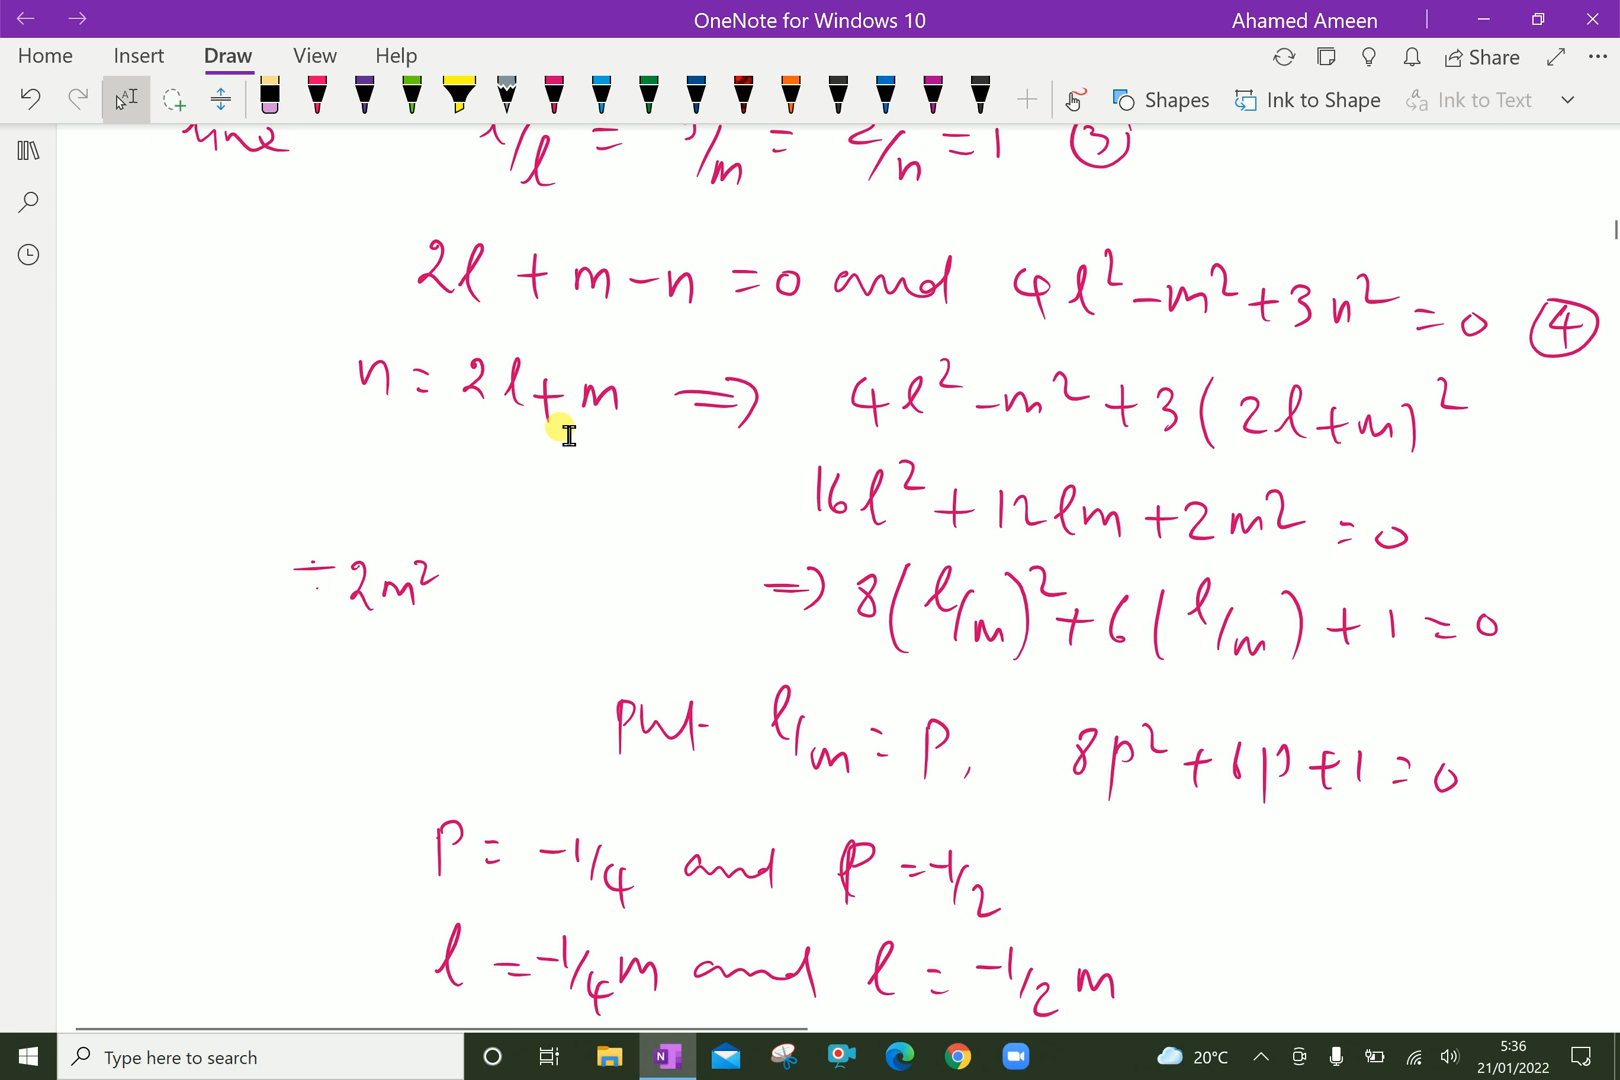 OneNote for Windows 10
Ahamed Ameen
Home Insert Draw View Help
Share
Shapes Ink to Shape Ink to Text
line /l = /m = /n = 1 ③
2l + m - n = 0 and 4l² - m² + 3n² = 0 ④
n = 2l + m ⇒ 4l² - m² + 3(2l + m)²
16l² + 12lm + 2m² = 0
÷ 2m² ⇒ 8(l/m)² + 6(l/m) + 1 = 0
put l/m = P, 8p² + 6p + 1 = 0
P = -1/4 and P = -1/2
l = -1/4 m and l = -1/2 m
Type here to search
20°C
5:36
21/01/2022